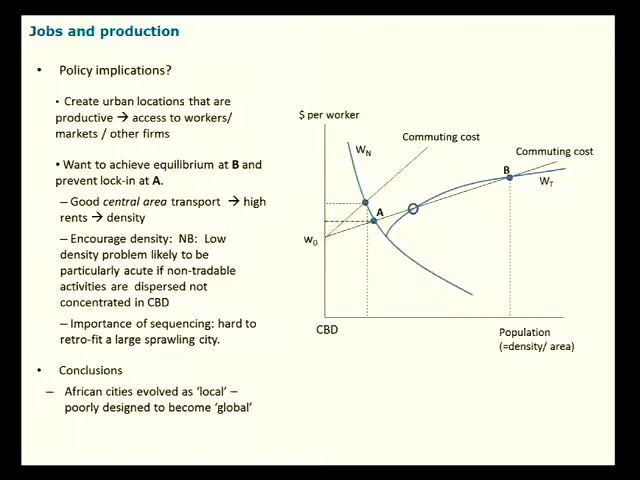 Jobs and production
• Policy implications?
• Create urban locations that are
productive → access to workers/
markets / other firms
• Want to achieve equilibrium at B and
prevent lock-in at A.
– Good central area transport → high
rents → density
– Encourage density: NB: Low
density problem likely to be
particularly acute if non-tradable
activities are dispersed not
concentrated in CBD
– Importance of sequencing: hard to
retro-fit a large sprawling city.
• Conclusions
– African cities evolved as ‘local’ –
poorly designed to become ‘global’
$ per worker
Commuting cost
W_N
Commuting cost
B
W_T
A
w_0
CBD
Population
(=density/ area)